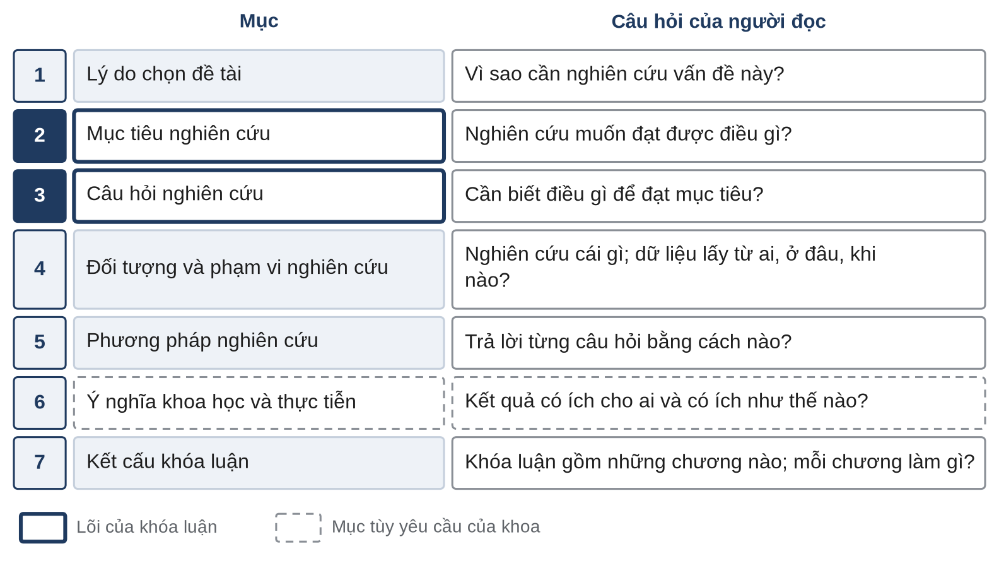 Mục
Câu hỏi của người đọc
1
Lý do chọn đề tài
Vì sao cần nghiên cứu vấn đề này?
2
Mục tiêu nghiên cứu
Nghiên cứu muốn đạt được điều gì?
3
Câu hỏi nghiên cứu
Cần biết điều gì để đạt mục tiêu?
4
Đối tượng và phạm vi nghiên cứu
Nghiên cứu cái gì; dữ liệu lấy từ ai, ở đâu, khi
nào?
5
Phương pháp nghiên cứu
Trả lời từng câu hỏi bằng cách nào?
6
Ý nghĩa khoa học và thực tiễn
Kết quả có ích cho ai và có ích như thế nào?
7
Kết cấu khóa luận
Khóa luận gồm những chương nào; mỗi chương làm gì?
Lõi của khóa luận
Mục tùy yêu cầu của khoa